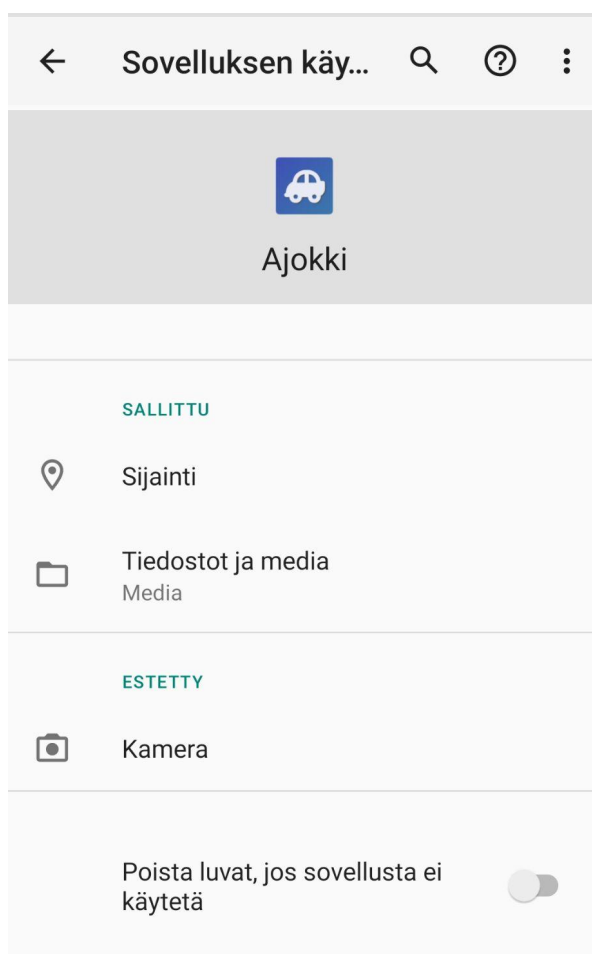 Sovelluksen käy...
Ajokki
SALLITTU
Sijainti
Tiedostot ja media
Media
ESTETTY
Kamera
Poista luvat, jos sovellusta ei
käytetä